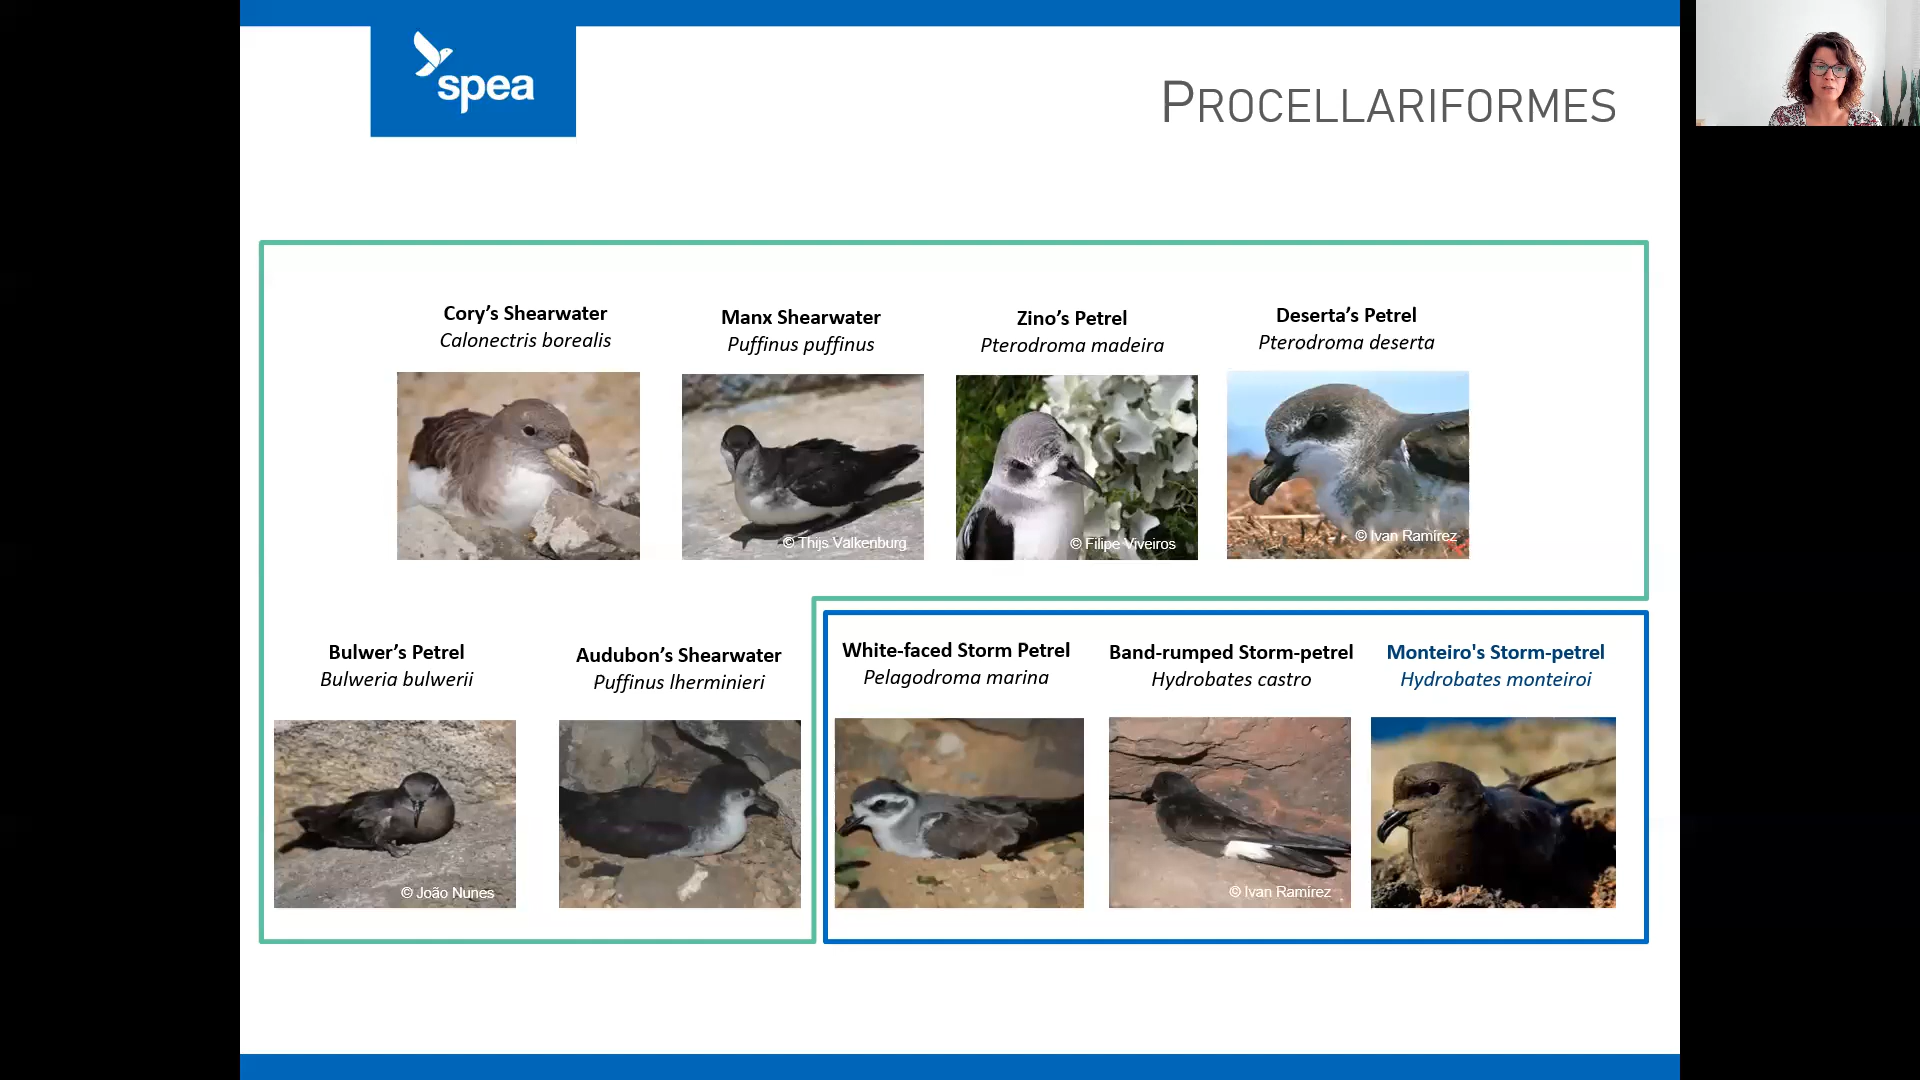 spea
PROCELLARIFORMES
Cory’s Shearwater
Calonectris borealis
Manx Shearwater
Puffinus puffinus
Zino’s Petrel
Pterodroma madeira
Deserta’s Petrel
Pterodroma deserta
© Thijs Valkenburg
© Filipe Viveiros
© Ivan Ramírez
Bulwer’s Petrel
Bulweria bulwerii
Audubon’s Shearwater
Puffinus lherminieri
White-faced Storm Petrel
Pelagodroma marina
Band-rumped Storm-petrel
Hydrobates castro
Monteiro's Storm-petrel
Hydrobates monteiroi
© João Nunes
© Ivan Ramírez